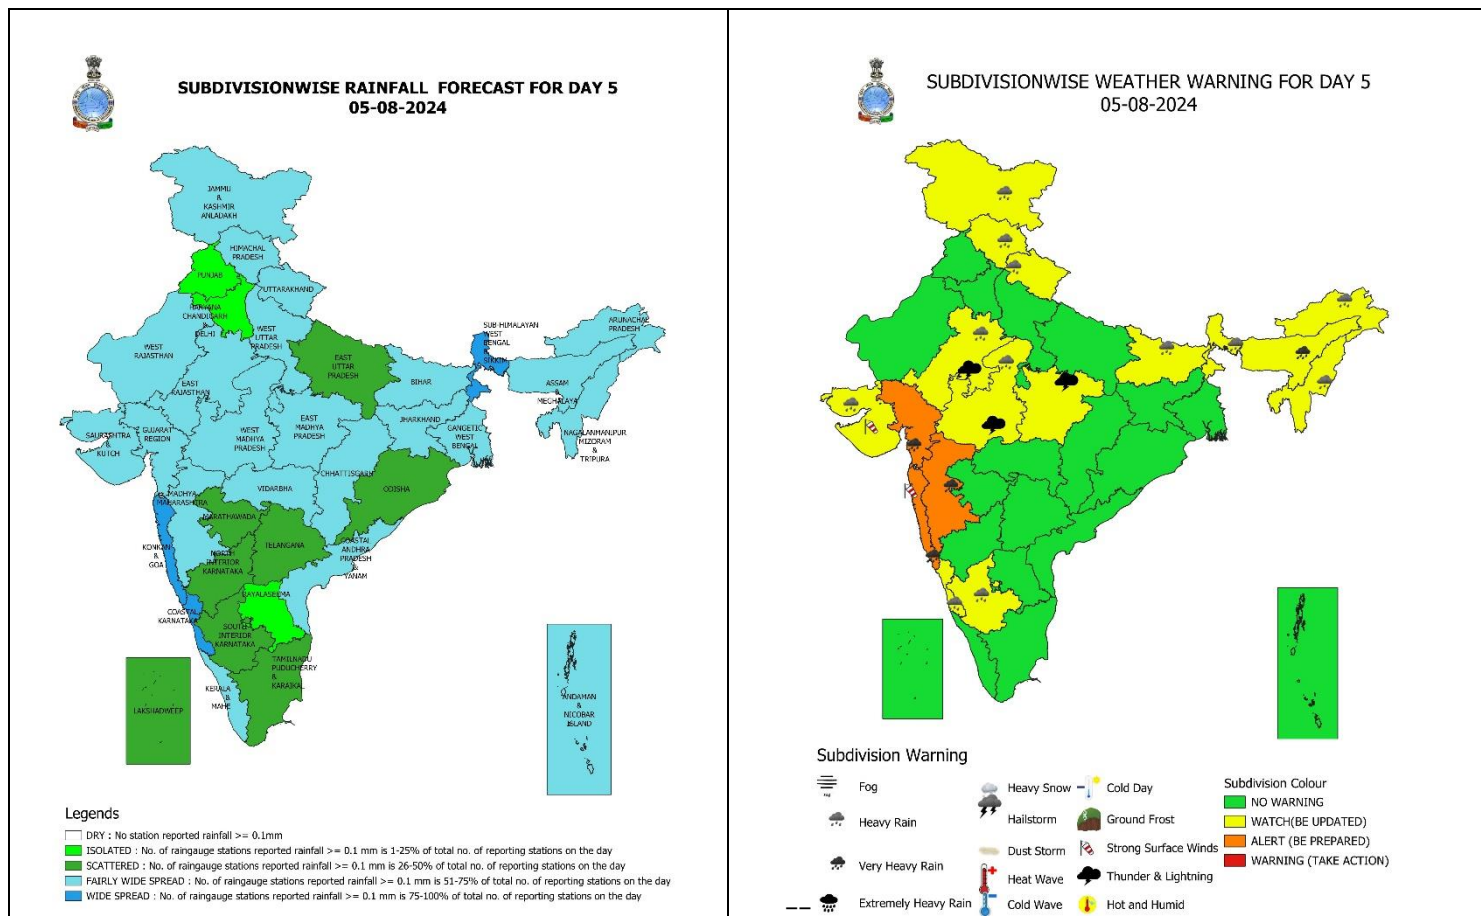 SUBDIVISIONWISE RAINFALL FORECAST FOR DAY 5
05-08-2024
JAMMU
&
KASHMIR
ANLADAKH
HIMACHAL
PRADESH
PUNJAB
UTTARAKHAND
HARYANA
CHANDIGARH
&
DELHI
WEST
UTTAR
PRADESH
SUB-HIMALAYAN
WEST
BENGAL
&
SIKKIM
ARUNACHAL
PRADESH
WEST
RAJASTHAN
EAST
UTTAR
PRADESH
EAST
RAJASTHAN
BIHAR
ASSAM
&
MEGHALAYA
SAURASHTRA
&
KUTCH
GUJARAT
REGION
WEST
MADHYA
PRADESH
EAST
MADHYA
PRADESH
JHARKHAND
GANGETIC
WEST
BENGAL
NAGALANMANIPUR
MIZORAM
&
TRIPURA
CHHATTISGARH
VIDARBHA
ODISHA
MADHYA
MAHARASHTRA
MARATHAWADA
TELANGANA
KONKAN
&
GOA
NORTH
INTERIOR
KARNATAKA
COASTAL
ANDHRA
PRADESH
&
YANAM
RAYALASEEMA
COASTAL
KARNATAKA
SOUTH
INTERIOR
KARNATAKA
TAMILNADU
PUDUCHERRY
&
KARAIKAL
KERALA
&
MAHE
LAKSHADWEEP
ANDAMAN
&
NICOBAR
ISLAND
Legends
DRY : No station reported rainfall >= 0.1mm
ISOLATED : No. of raingauge stations reported rainfall >= 0.1 mm is 1-25% of total no. of reporting stations on the day
SCATTERED : No. of raingauge stations reported rainfall >= 0.1 mm is 26-50% of total no. of reporting stations on the day
FAIRLY WIDE SPREAD : No. of raingauge stations reported rainfall >= 0.1 mm is 51-75% of total no. of reporting stations on the day
WIDE SPREAD : No. of raingauge stations reported rainfall >= 0.1 mm is 75-100% of total no. of reporting stations on the day
SUBDIVISIONWISE WEATHER WARNING FOR DAY 5
05-08-2024
Subdivision Warning
Fog
Heavy Rain
Very Heavy Rain
Extremely Heavy Rain
Heavy Snow
Hailstorm
Dust Storm
Heat Wave
Cold Wave
Cold Day
Ground Frost
Strong Surface Winds
Thunder & Lightning
Hot and Humid
Subdivision Colour
NO WARNING
WATCH(BE UPDATED)
ALERT (BE PREPARED)
WARNING (TAKE ACTION)